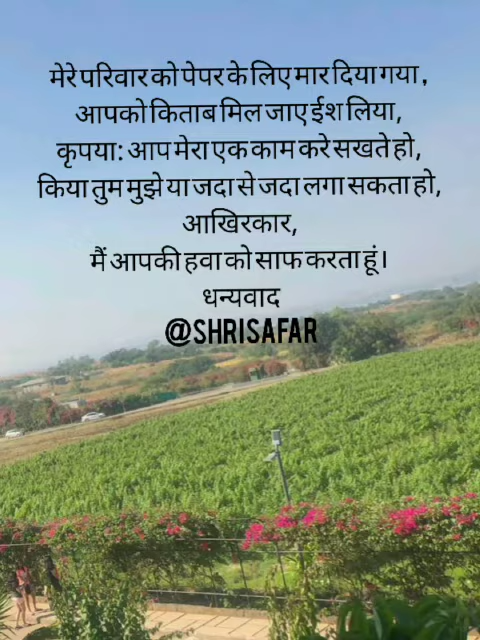 मेरे परिवार को पेपर के लिए मार दिया गया,
आपको किताब मिल जाए ईश लिया,
कृपया: आप मेरा एक काम करे सखते हो,
किया तुम मुझे या जदा से जदा लगा सकता हो,
आखिरकार,
मैं आपकी हवा को साफ करता हूं।
धन्यवाद
@SHRISAFAR